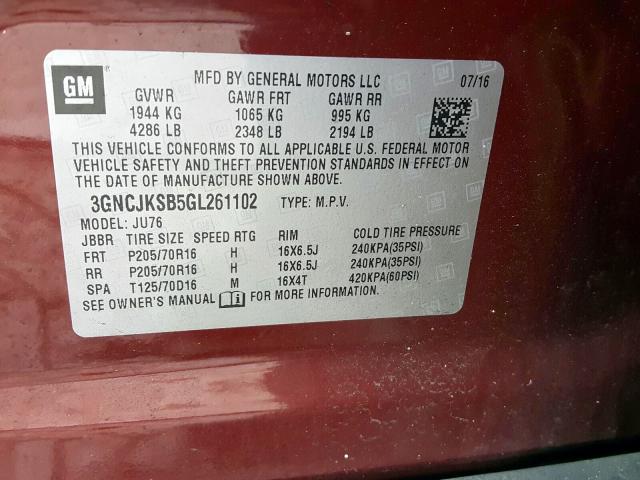 GM
MFD BY GENERAL MOTORS LLC 07/16
GVWR GAWR FRT GAWR RR
1944 KG 1065 KG 995 KG
4286 LB 2348 LB 2194 LB
THIS VEHICLE CONFORMS TO ALL APPLICABLE U.S. FEDERAL MOTOR
VEHICLE SAFETY AND THEFT PREVENTION STANDARDS IN EFFECT ON
THE DATE OF MANUFACTURE SHOWN ABOVE.
3GNCJKSB5GL261102 TYPE: M.P.V.
MODEL: JU76
JBBR TIRE SIZE SPEED RTG RIM COLD TIRE PRESSURE
FRT P205/70R16 H 16X6.5J 240KPA(35PSI)
RR P205/70R16 H 16X6.5J 240KPA(35PSI)
SPA T125/70D16 M 16X4T 420KPA(60PSI)
SEE OWNER'S MANUAL FOR MORE INFORMATION.